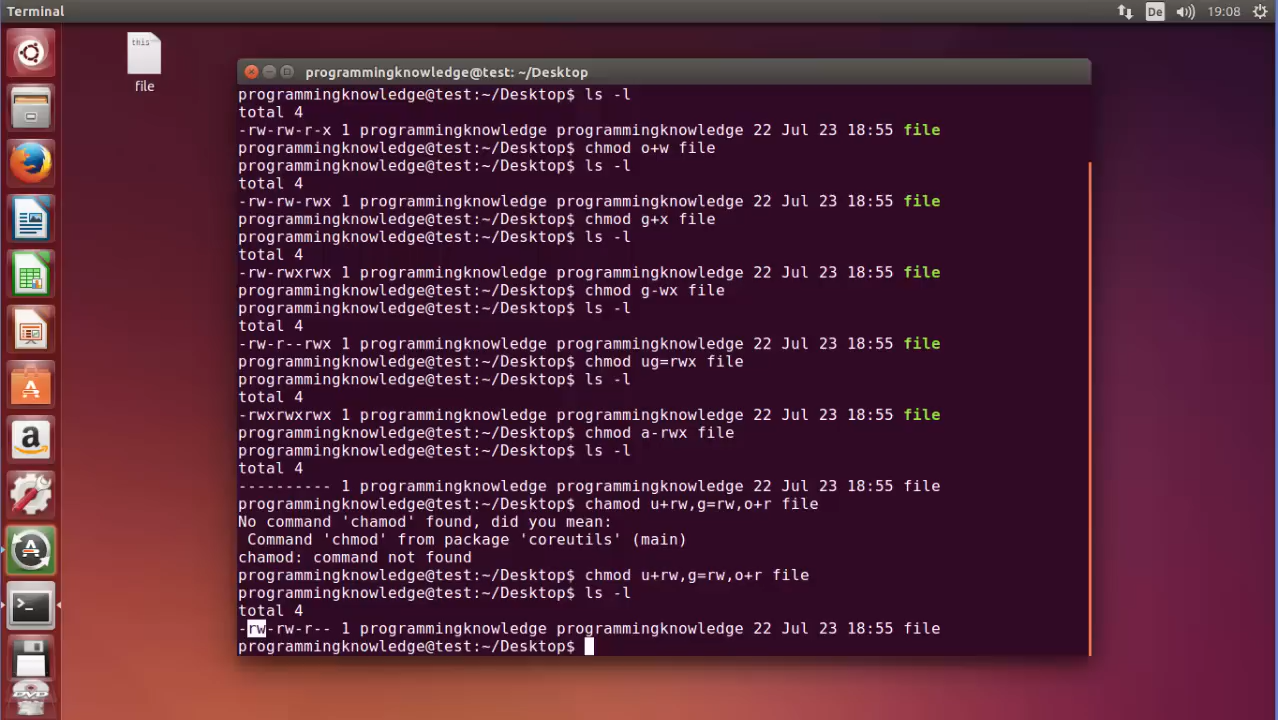 Terminal
De
19:08
this
file
programmingknowledge@test: ~/Desktop
programmingknowledge@test:~/Desktop$ ls -l
total 4
-rw-rw-r-x 1 programmingknowledge programmingknowledge 22 Jul 23 18:55 file
programmingknowledge@test:~/Desktop$ chmod o+w file
programmingknowledge@test:~/Desktop$ ls -l
total 4
-rw-rw-rwx 1 programmingknowledge programmingknowledge 22 Jul 23 18:55 file
programmingknowledge@test:~/Desktop$ chmod g+x file
programmingknowledge@test:~/Desktop$ ls -l
total 4
-rw-rwxrwx 1 programmingknowledge programmingknowledge 22 Jul 23 18:55 file
programmingknowledge@test:~/Desktop$ chmod g-wx file
programmingknowledge@test:~/Desktop$ ls -l
total 4
-rw-r--rwx 1 programmingknowledge programmingknowledge 22 Jul 23 18:55 file
programmingknowledge@test:~/Desktop$ chmod ug=rwx file
programmingknowledge@test:~/Desktop$ ls -l
total 4
-rwxrwxrwx 1 programmingknowledge programmingknowledge 22 Jul 23 18:55 file
programmingknowledge@test:~/Desktop$ chmod a-rwx file
programmingknowledge@test:~/Desktop$ ls -l
total 4
---------- 1 programmingknowledge programmingknowledge 22 Jul 23 18:55 file
programmingknowledge@test:~/Desktop$ chamod u+rw,g=rw,o+r file
No command 'chamod' found, did you mean:
 Command 'chmod' from package 'coreutils' (main)
chamod: command not found
programmingknowledge@test:~/Desktop$ chmod u+rw,g=rw,o+r file
programmingknowledge@test:~/Desktop$ ls -l
total 4
-rw-rw-r-- 1 programmingknowledge programmingknowledge 22 Jul 23 18:55 file
programmingknowledge@test:~/Desktop$